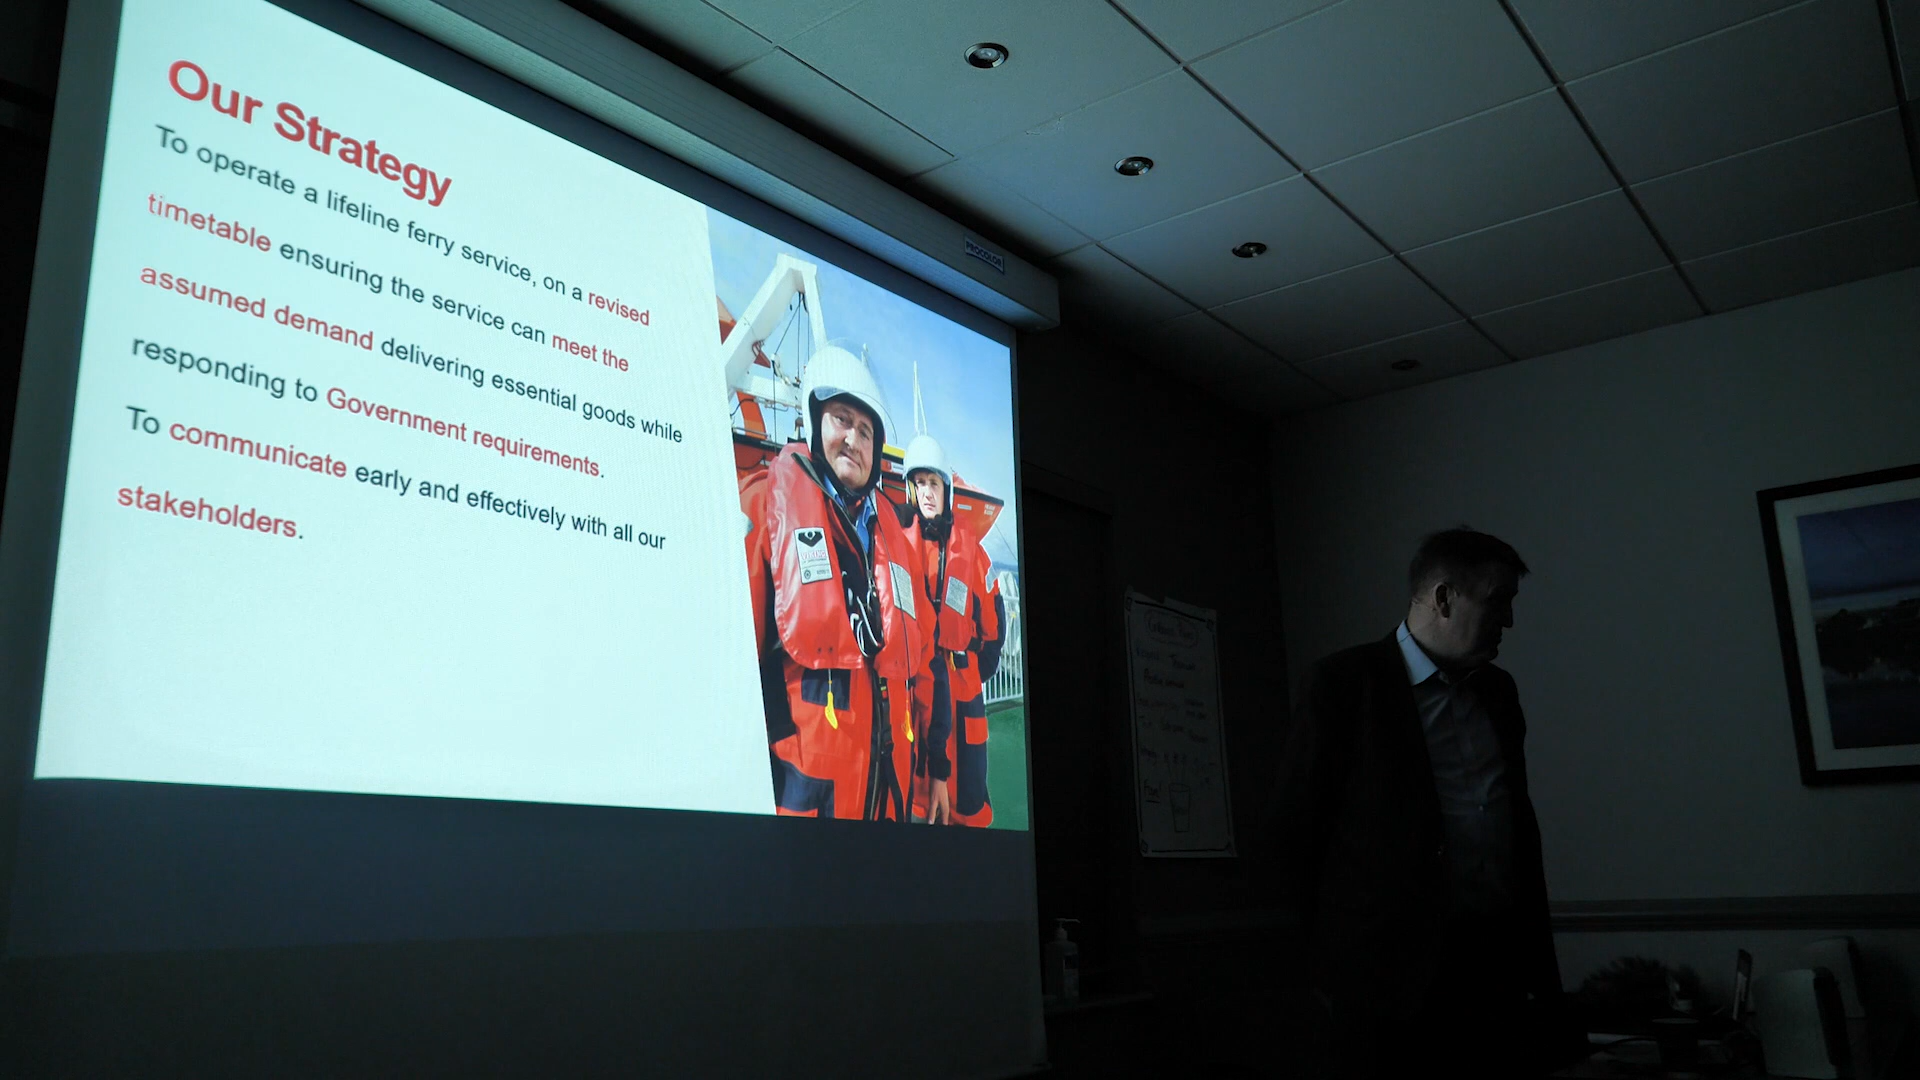 Our Strategy
To operate a lifeline ferry service, on a revised
timetable ensuring the service can meet the
assumed demand delivering essential goods while
responding to Government requirements.
To communicate early and effectively with all our
stakeholders.
PROCOLOR
VIKING